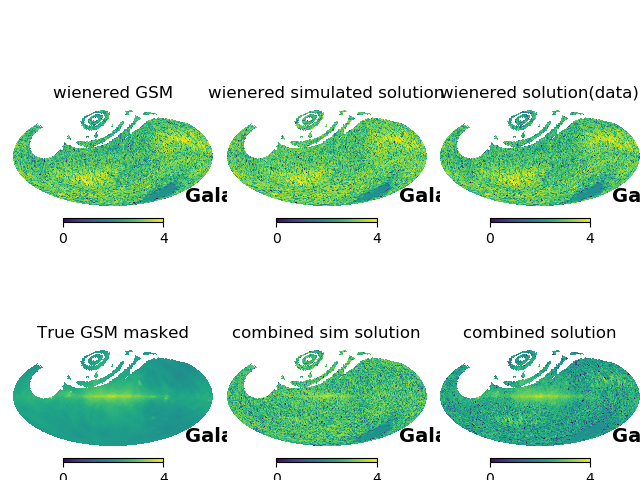 wienered GSM
wienered simulated solution
wienered solution(data)
Gala
Gala
Ga
0 4
0 4
0 4
True GSM masked
combined sim solution
combined solution
Gala
Gala
Ga
0 4
0 4
0 4